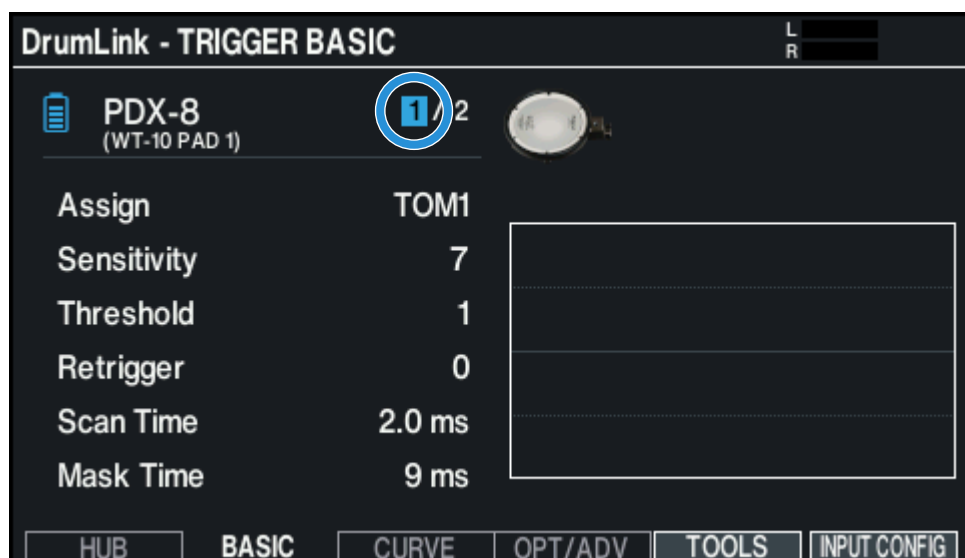 DrumLink - TRIGGER BASIC
L
R
PDX-8 1 / 2
(WT-10 PAD 1)
Assign TOM1
Sensitivity 7
Threshold 1
Retrigger 0
Scan Time 2.0 ms
Mask Time 9 ms
HUB BASIC CURVE OPT/ADV TOOLS INPUT CONFIG